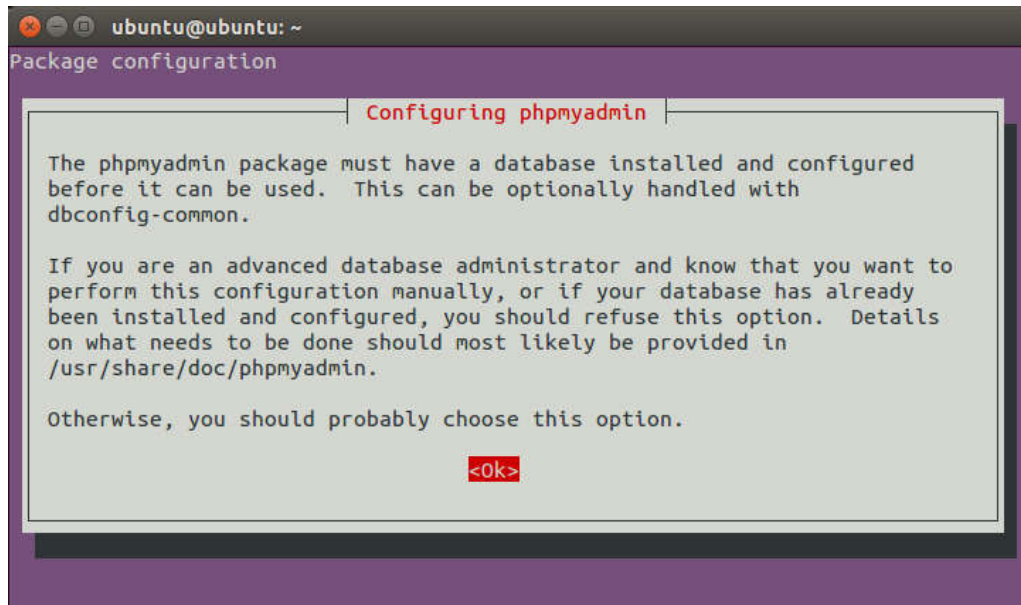 ubuntu@ubuntu: ~
Package configuration
Configuring phpmyadmin
The phpmyadmin package must have a database installed and configured
before it can be used.  This can be optionally handled with
dbconfig-common.
If you are an advanced database administrator and know that you want to
perform this configuration manually, or if your database has already
been installed and configured, you should refuse this option.  Details
on what needs to be done should most likely be provided in
/usr/share/doc/phpmyadmin.
Otherwise, you should probably choose this option.
<Ok>